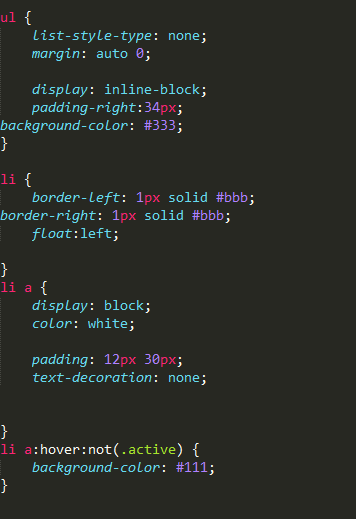 ul {
    list-style-type: none;
    margin: auto 0;

    display: inline-block;
    padding-right:34px;
background-color: #333;
}

li {
    border-left: 1px solid #bbb;
border-right: 1px solid #bbb;
    float:left;

}
li a {
    display: block;
    color: white;

    padding: 12px 30px;
    text-decoration: none;


}
li a:hover:not(.active) {
    background-color: #111;
}